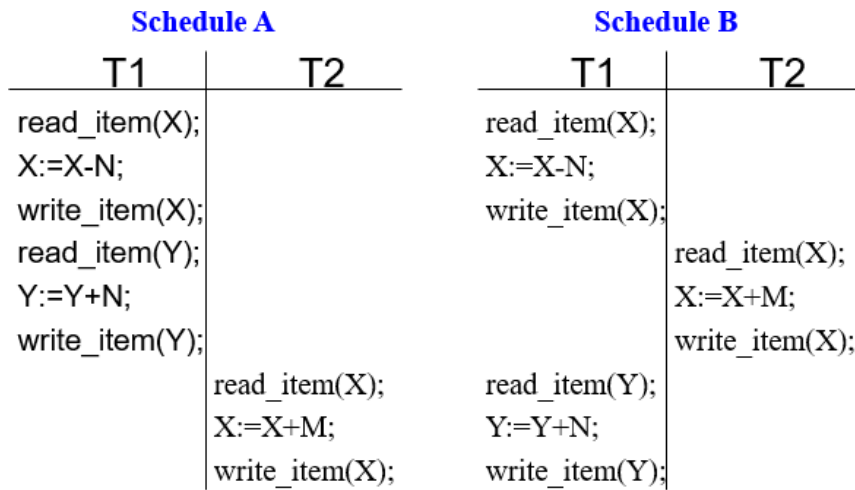 Schedule A Schedule B
T1 T2 T1 T2
read_item(X); read_item(X);
X:=X-N; X:=X-N;
write_item(X); write_item(X);
read_item(Y); read_item(X);
Y:=Y+N; X:=X+M;
write_item(Y); write_item(X);
read_item(X); read_item(Y);
X:=X+M; Y:=Y+N;
write_item(X); write_item(Y);